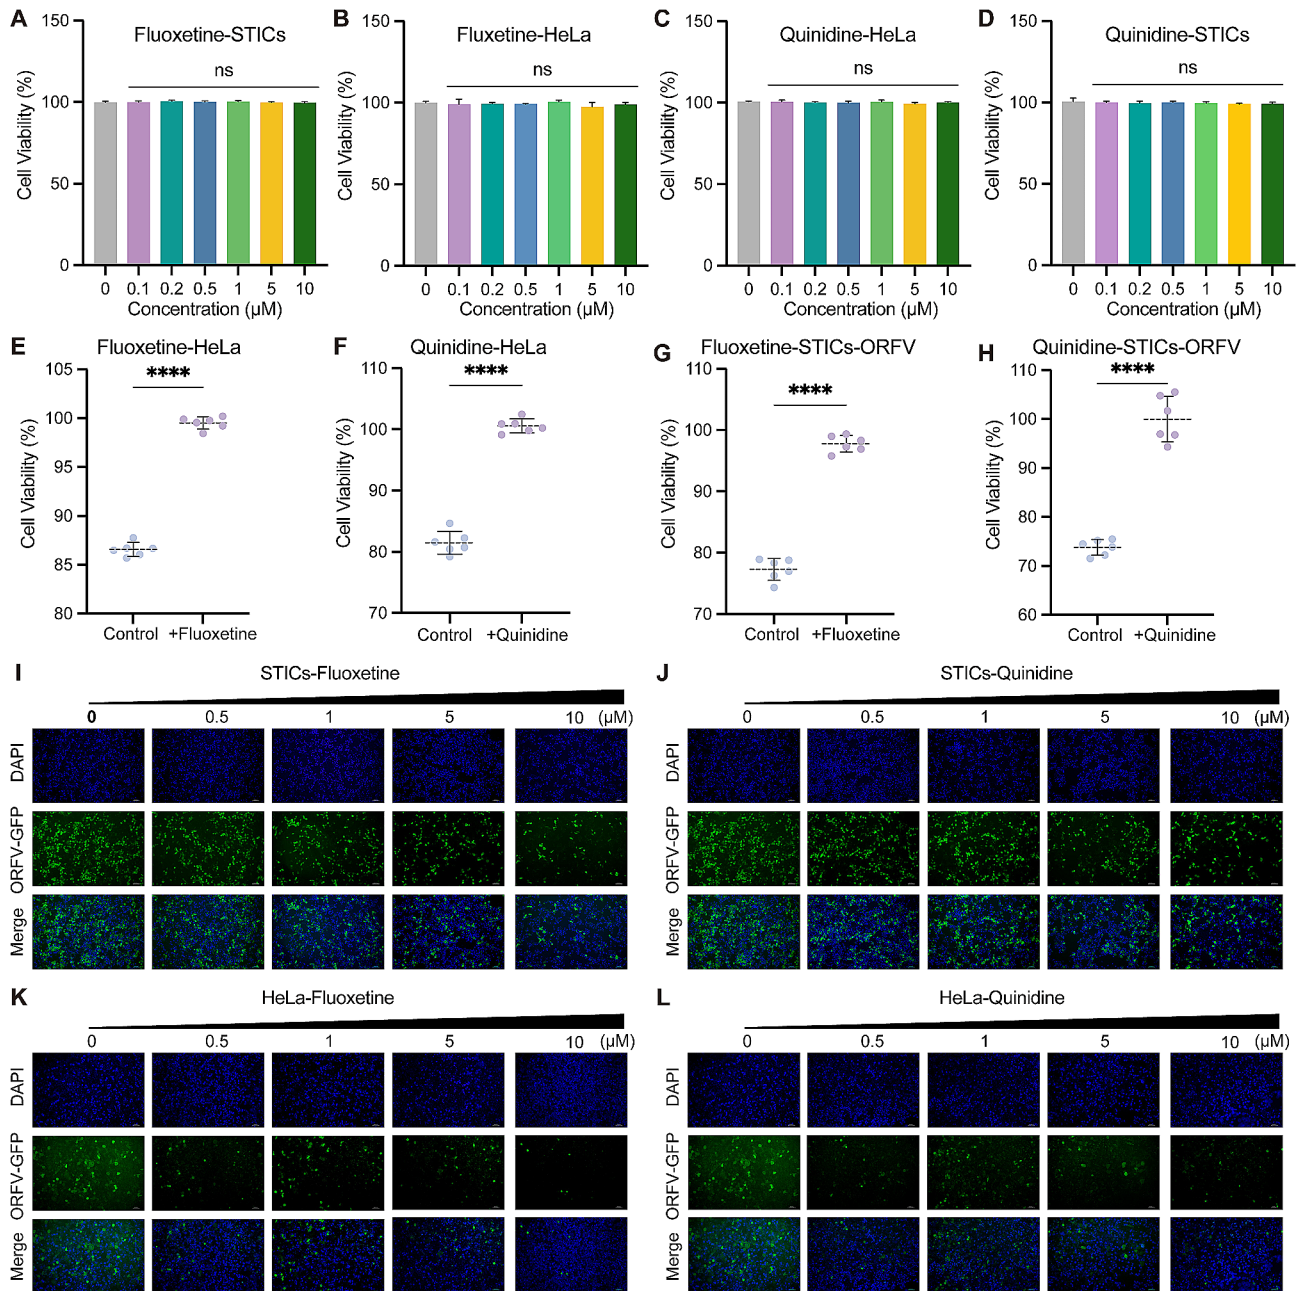 A
Fluoxetine-STICs
Cell Viability (%)
150
100
50
0
ns
0 0.1 0.2 0.5 1 5 10
Concentration (µM)
B
Fluxetine-HeLa
Cell Viability (%)
150
100
50
0
ns
0 0.1 0.2 0.5 1 5 10
Concentration (µM)
C
Quinidine-HeLa
Cell Viability (%)
150
100
50
0
ns
0 0.1 0.2 0.5 1 5 10
Concentration (µM)
D
Quinidine-STICs
Cell Viability (%)
150
100
50
0
ns
0 0.1 0.2 0.5 1 5 10
Concentration (µM)
E
Fluoxetine-HeLa
Cell Viability (%)
105
100
95
90
85
80
****
Control +Fluoxetine
F
Quinidine-HeLa
Cell Viability (%)
110
100
90
80
70
****
Control +Quinidine
G
Fluoxetine-STICs-ORFV
Cell Viability (%)
110
100
90
80
70
****
Control +Fluoxetine
H
Quinidine-STICs-ORFV
Cell Viability (%)
110
100
90
80
70
60
****
Control +Quinidine
I
STICs-Fluoxetine
0 0.5 1 5 10 (µM)
DAPI
ORFV-GFP
Merge
J
STICs-Quinidine
0 0.5 1 5 10 (µM)
DAPI
ORFV-GFP
Merge
K
HeLa-Fluoxetine
0 0.5 1 5 10 (µM)
DAPI
ORFV-GFP
Merge
L
HeLa-Quinidine
0 0.5 1 5 10 (µM)
DAPI
ORFV-GFP
Merge